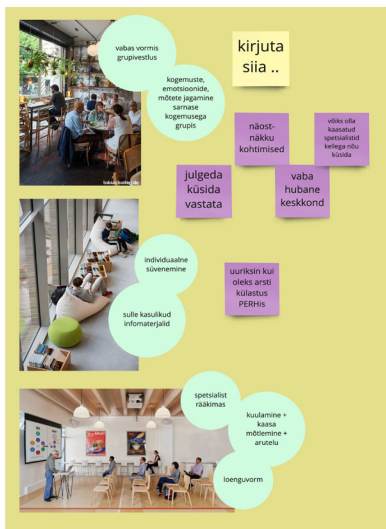 vabas vormis
grupivestlus
kogemuste,
emotsioonide,
mõtete jagamine
sarnase
kogemusega
grupis
kirjuta
siia ..
näost-
näkku
kohtimised
võiks olla
kaasatud
spetsialistid
kellega nõu
küsida
julgeda
küsida
vastata
vaba
hubane
keskkond
individuaalne
süvenemine
sulle kasulikud
infomaterjalid
uuriksin kui
oleks arsti
külastus
PERHis
spetsialist
rääkimas
kuulamine +
kaasa
mõtlemine +
arutelu
loenguvorm